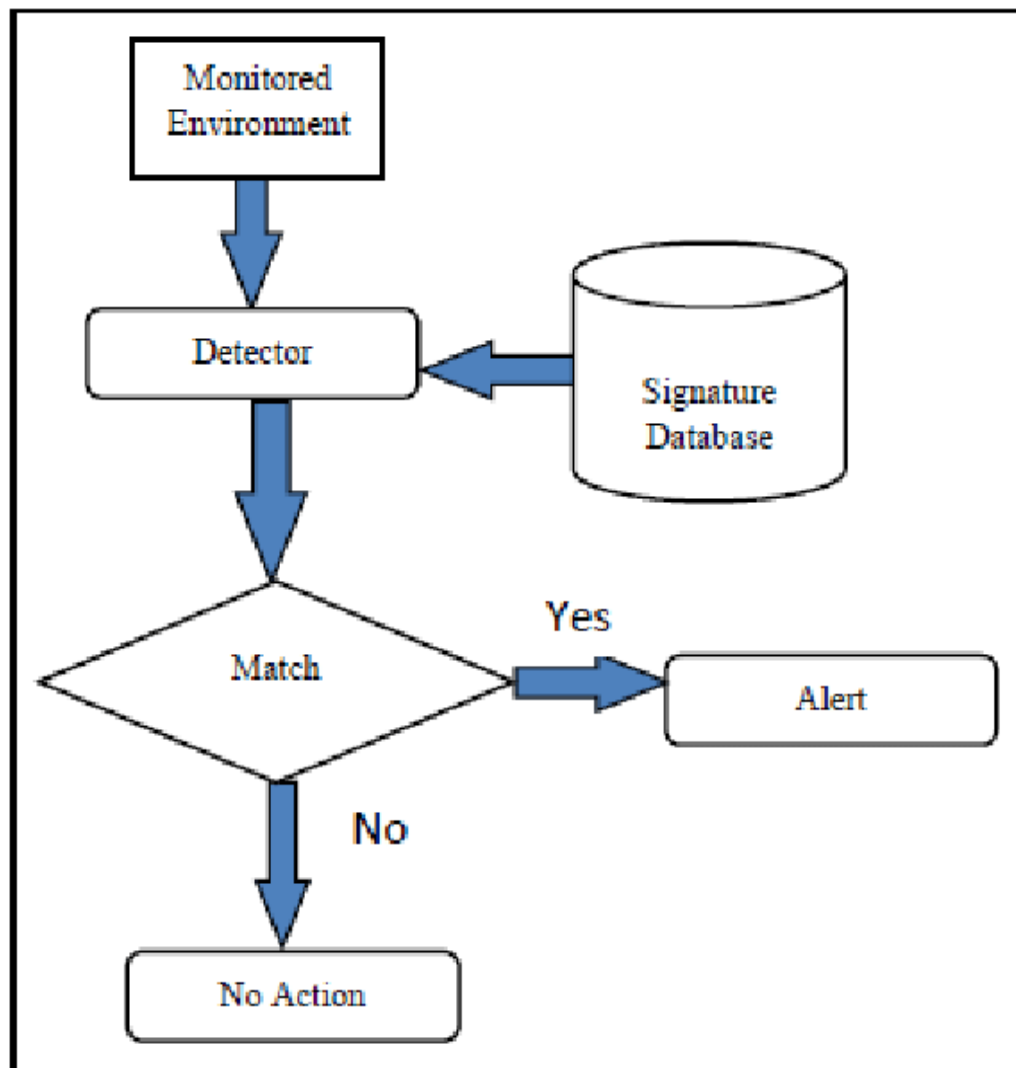 Monitored
Environment
Detector
Signature
Database
Match
Yes
Alert
No
No Action